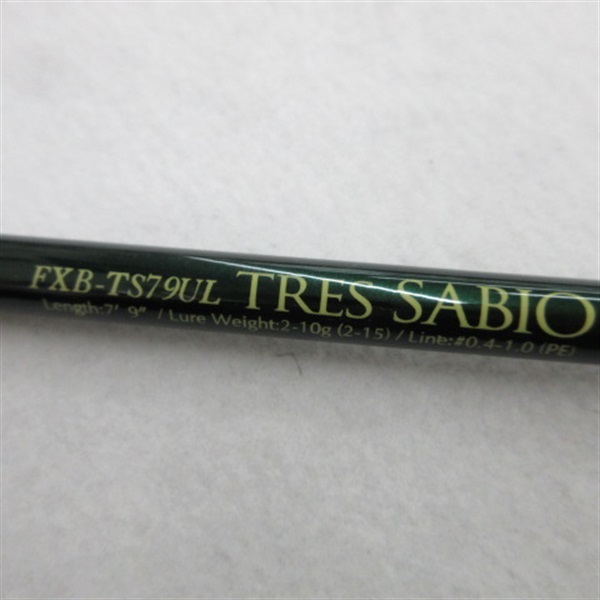 FXB-TS79UL TRES SABIO
Length:7' 9" / Lure Weight:2-10g (2-15) / Line:#0.4-1.0 (PE)